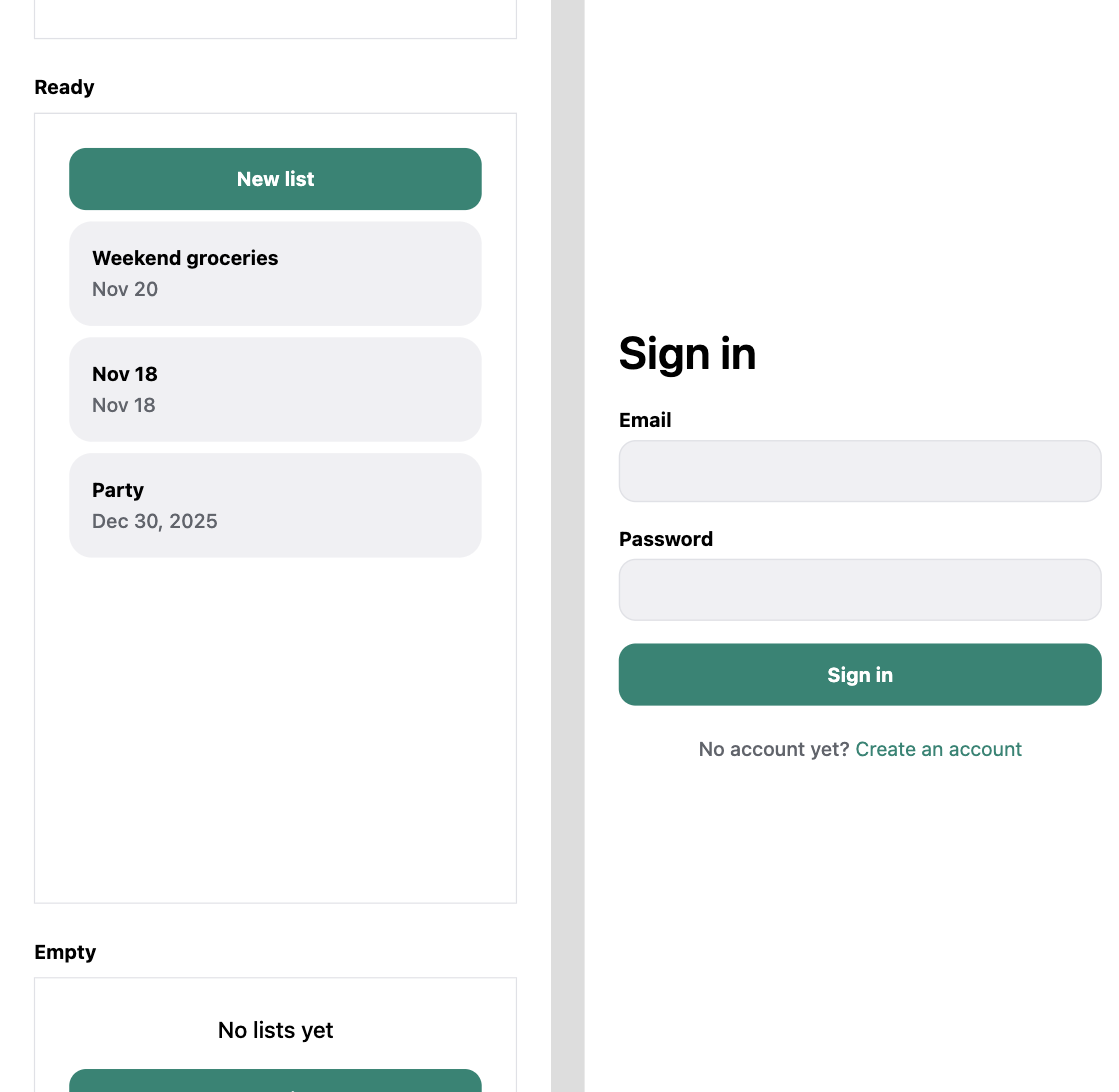 Ready
New list
Weekend groceries
Nov 20
Nov 18
Nov 18
Party
Dec 30, 2025
Empty
No lists yet
Sign in
Email
Password
Sign in
No account yet? Create an account